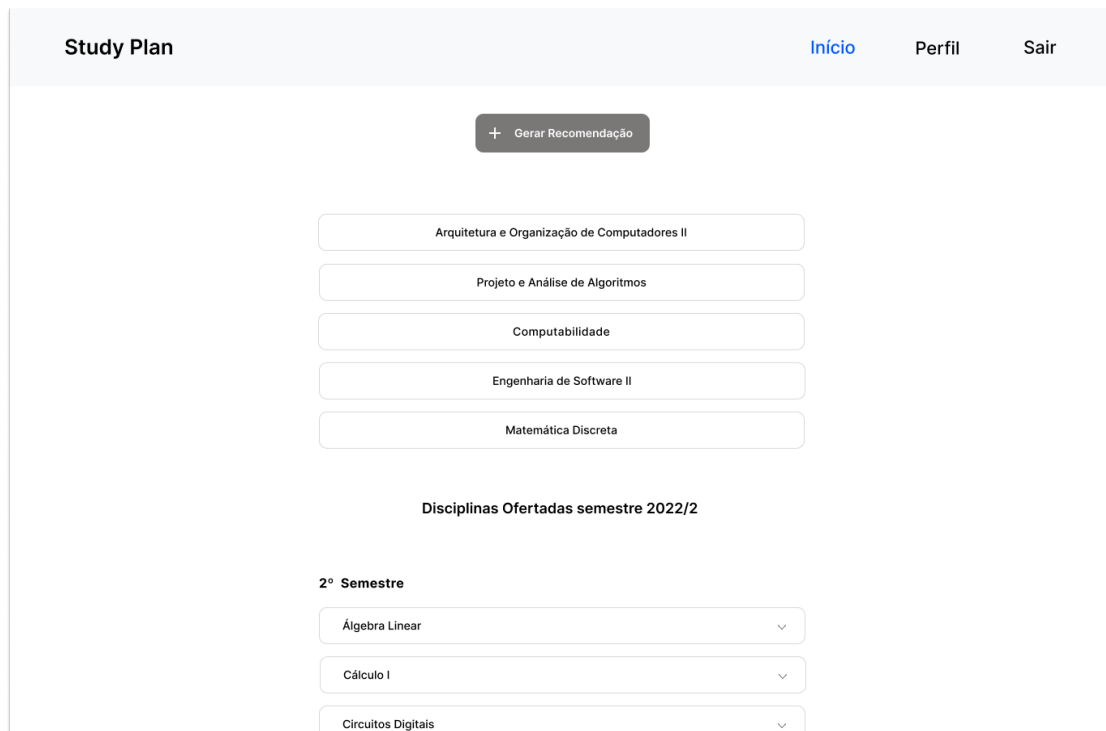 Study Plan
Início
Perfil
Sair
+ Gerar Recomendação
Arquitetura e Organização de Computadores II
Projeto e Análise de Algoritmos
Computabilidade
Engenharia de Software II
Matemática Discreta
Disciplinas Ofertadas semestre 2022/2
2º Semestre
Álgebra Linear
Cálculo I
Circuitos Digitais